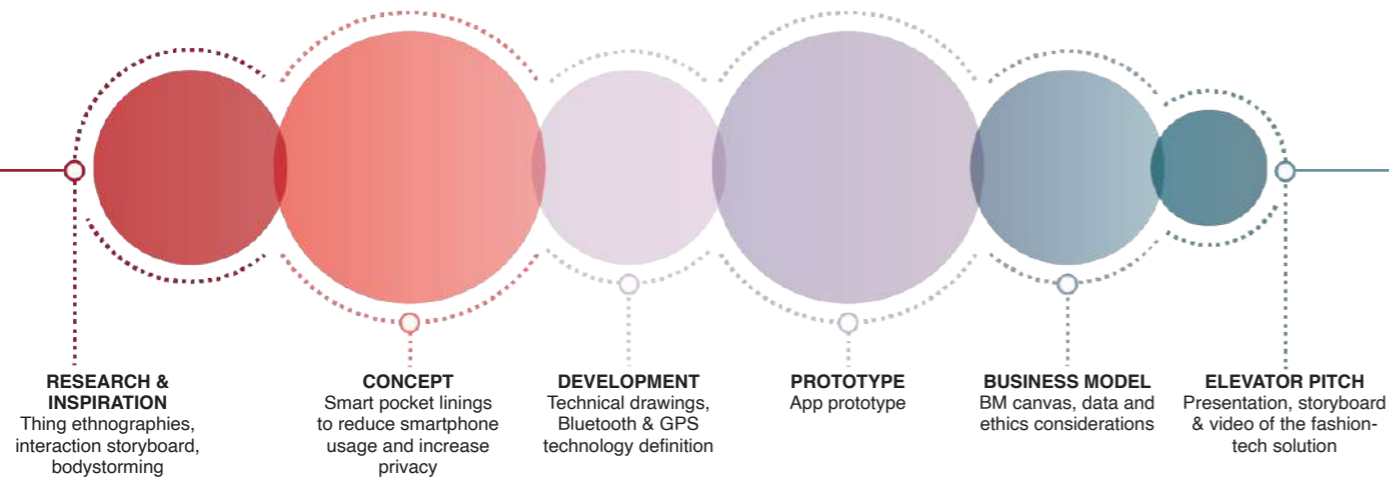 RESEARCH &
INSPIRATION
Thing ethnographies,
interaction storyboard,
bodystorming
CONCEPT
Smart pocket linings
to reduce smartphone
usage and increase
privacy
DEVELOPMENT
Technical drawings,
Bluetooth & GPS
technology definition
PROTOTYPE
App prototype
BUSINESS MODEL
BM canvas, data and
ethics considerations
ELEVATOR PITCH
Presentation, storyboard
& video of the fashion-
tech solution